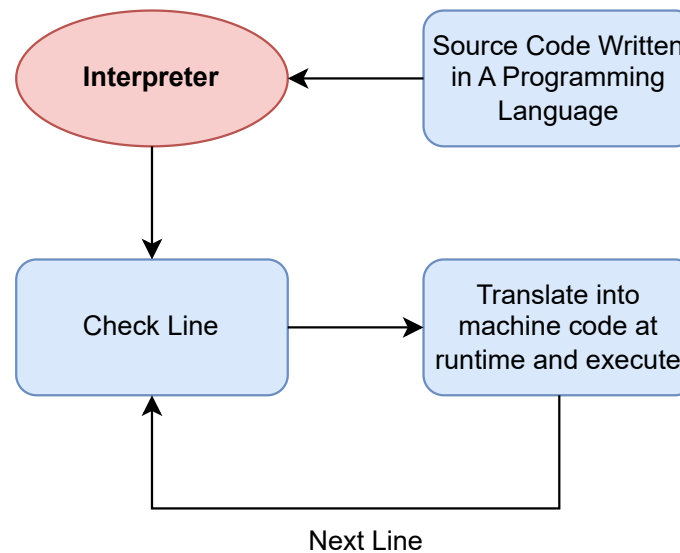 Interpreter
Source Code Written
in A Programming
Language
Check Line
Translate into
machine code at
runtime and execute
Next Line